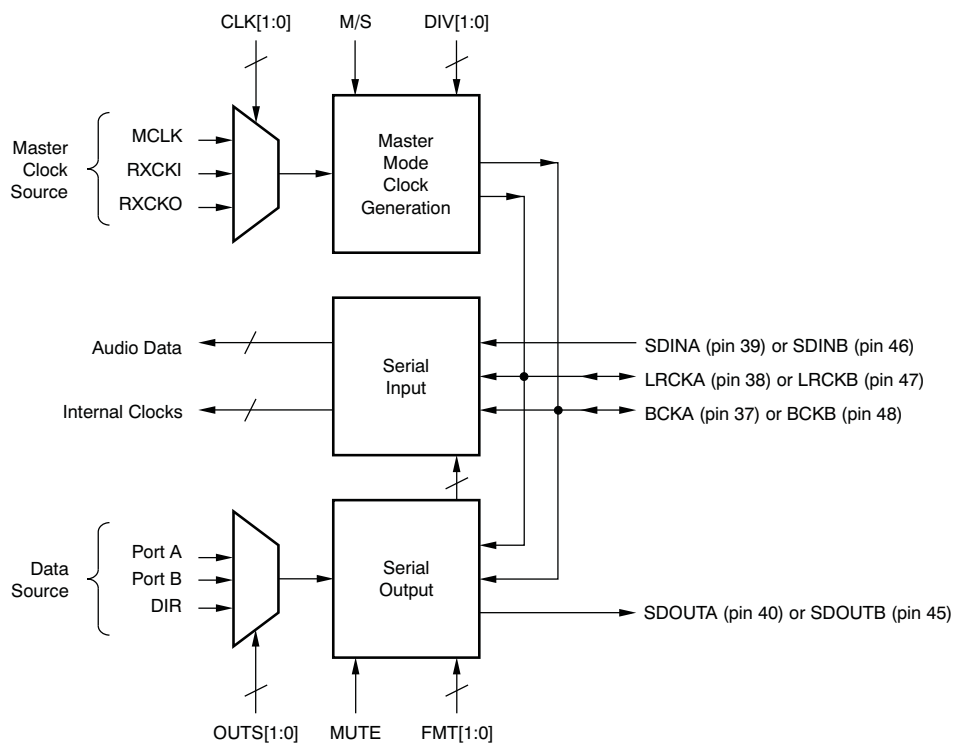 CLK[1:0]
M/S
DIV[1:0]
Master
Clock
Source
MCLK
RXCKI
RXCKO
Master
Mode
Clock
Generation
Audio Data
Internal Clocks
Serial
Input
SDINA (pin 39) or SDINB (pin 46)
LRCKA (pin 38) or LRCKB (pin 47)
BCKA (pin 37) or BCKB (pin 48)
Data
Source
Port A
Port B
DIR
Serial
Output
SDOUTA (pin 40) or SDOUTB (pin 45)
OUTS[1:0]
MUTE
FMT[1:0]